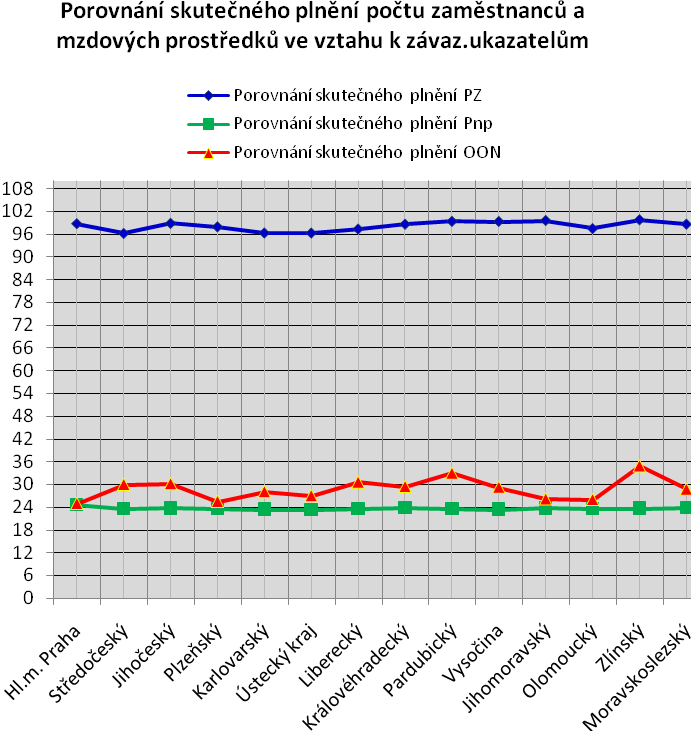 Porovnání skutečného plnění počtu zaměstnanců a
mzdových prostředků ve vztahu k závaz.ukazatelům
Porovnání skutečného plnění PZ
Porovnání skutečného plnění Pnp
Porovnání skutečného plnění OON
108
102
96
90
84
78
72
66
60
54
48
42
36
30
24
18
12
6
0
Hl.m. Praha
Středočeský
Jihočeský
Plzeňský
Karlovarský
Ústecký kraj
Liberecký
Královéhradecký
Pardubický
Vysočina
Jihomoravský
Olomoucký
Zlínský
Moravskoslezský